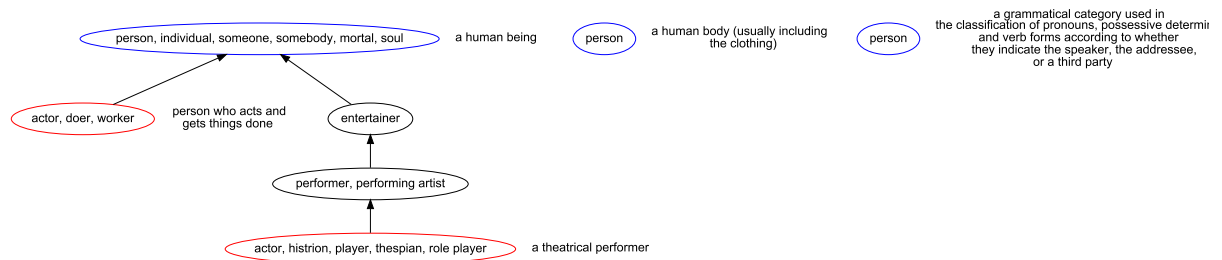 person, individual, someone, somebody, mortal, soul
a human being
person
a human body (usually including
the clothing)
person
a grammatical category used in
the classification of pronouns, possessive
and verb forms according to whether
they indicate the speaker, the addressee,
or a third party
actor, doer, worker
person who acts and
gets things done
entertainer
performer, performing artist
actor, histrion, player, thespian, role player
a theatrical performer